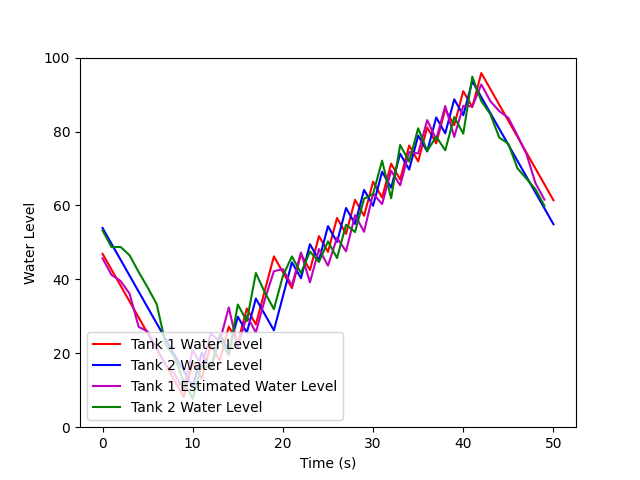 100
80
60
40
20
0
Water Level
Tank 1 Water Level
Tank 2 Water Level
Tank 1 Estimated Water Level
Tank 2 Water Level
0 10 20 30 40 50
Time (s)